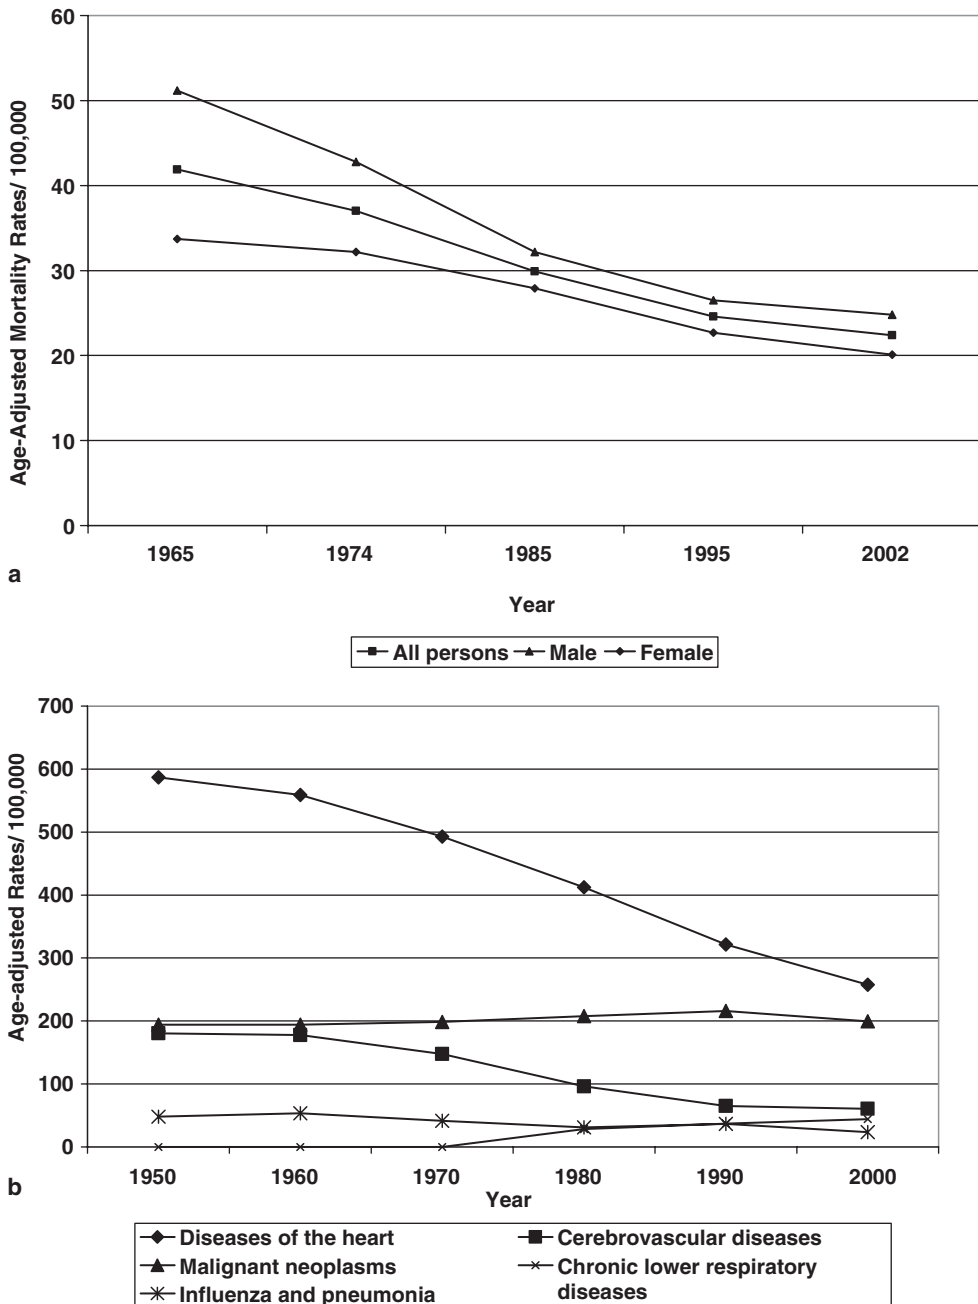 60
50
40
30
20
10
0
Age-Adjusted Mortality Rates/ 100,000
1965 1974 1985 1995 2002
a
Year
All persons Male Female
700
600
500
400
300
200
100
0
Age-adjusted Rates/ 100,000
1950 1960 1970 1980 1990 2000
b
Year
Diseases of the heart Cerebrovascular diseases
Malignant neoplasms Chronic lower respiratory
Influenza and pneumonia diseases